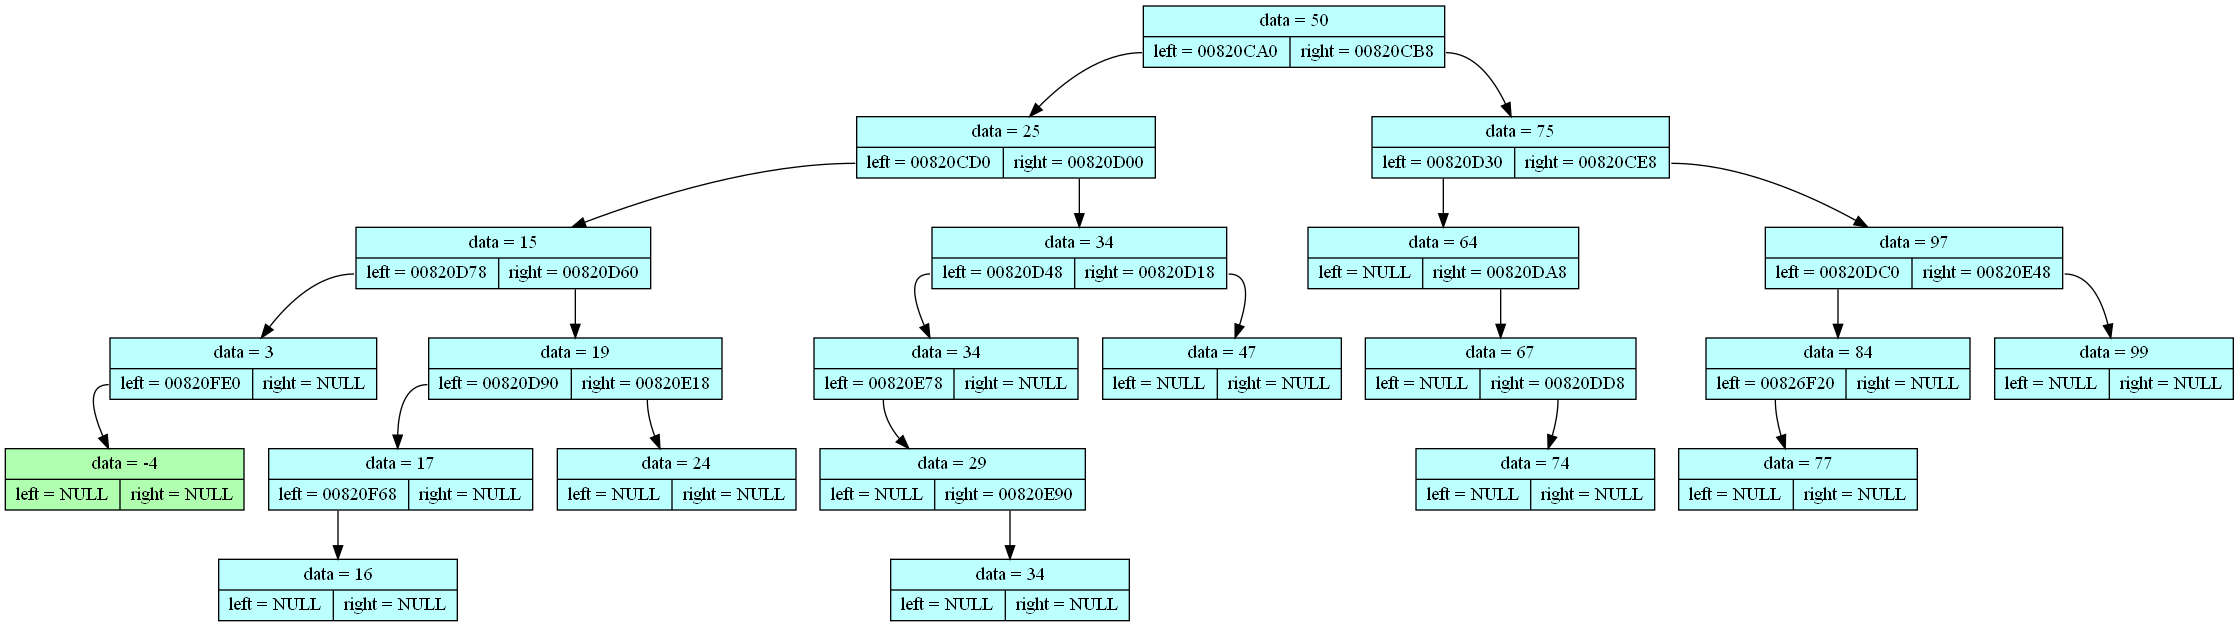 data = 50
left = 00820CA0 right = 00820CB8
data = 25
left = 00820CD0 right = 00820D00
data = 75
left = 00820D30 right = 00820CE8
data = 15
left = 00820D78 right = 00820D60
data = 34
left = 00820D48 right = 00820D18
data = 64
left = NULL right = 00820DA8
data = 97
left = 00820DC0 right = 00820E48
data = 3
left = 00820FE0 right = NULL
data = 19
left = 00820D90 right = 00820E18
data = 34
left = 00820E78 right = NULL
data = 47
left = NULL right = NULL
data = 67
left = NULL right = 00820DD8
data = 84
left = 00826F20 right = NULL
data = 99
left = NULL right = NULL
data = -4
left = NULL right = NULL
data = 17
left = 00820F68 right = NULL
data = 24
left = NULL right = NULL
data = 29
left = NULL right = 00820E90
data = 74
left = NULL right = NULL
data = 77
left = NULL right = NULL
data = 16
left = NULL right = NULL
data = 34
left = NULL right = NULL